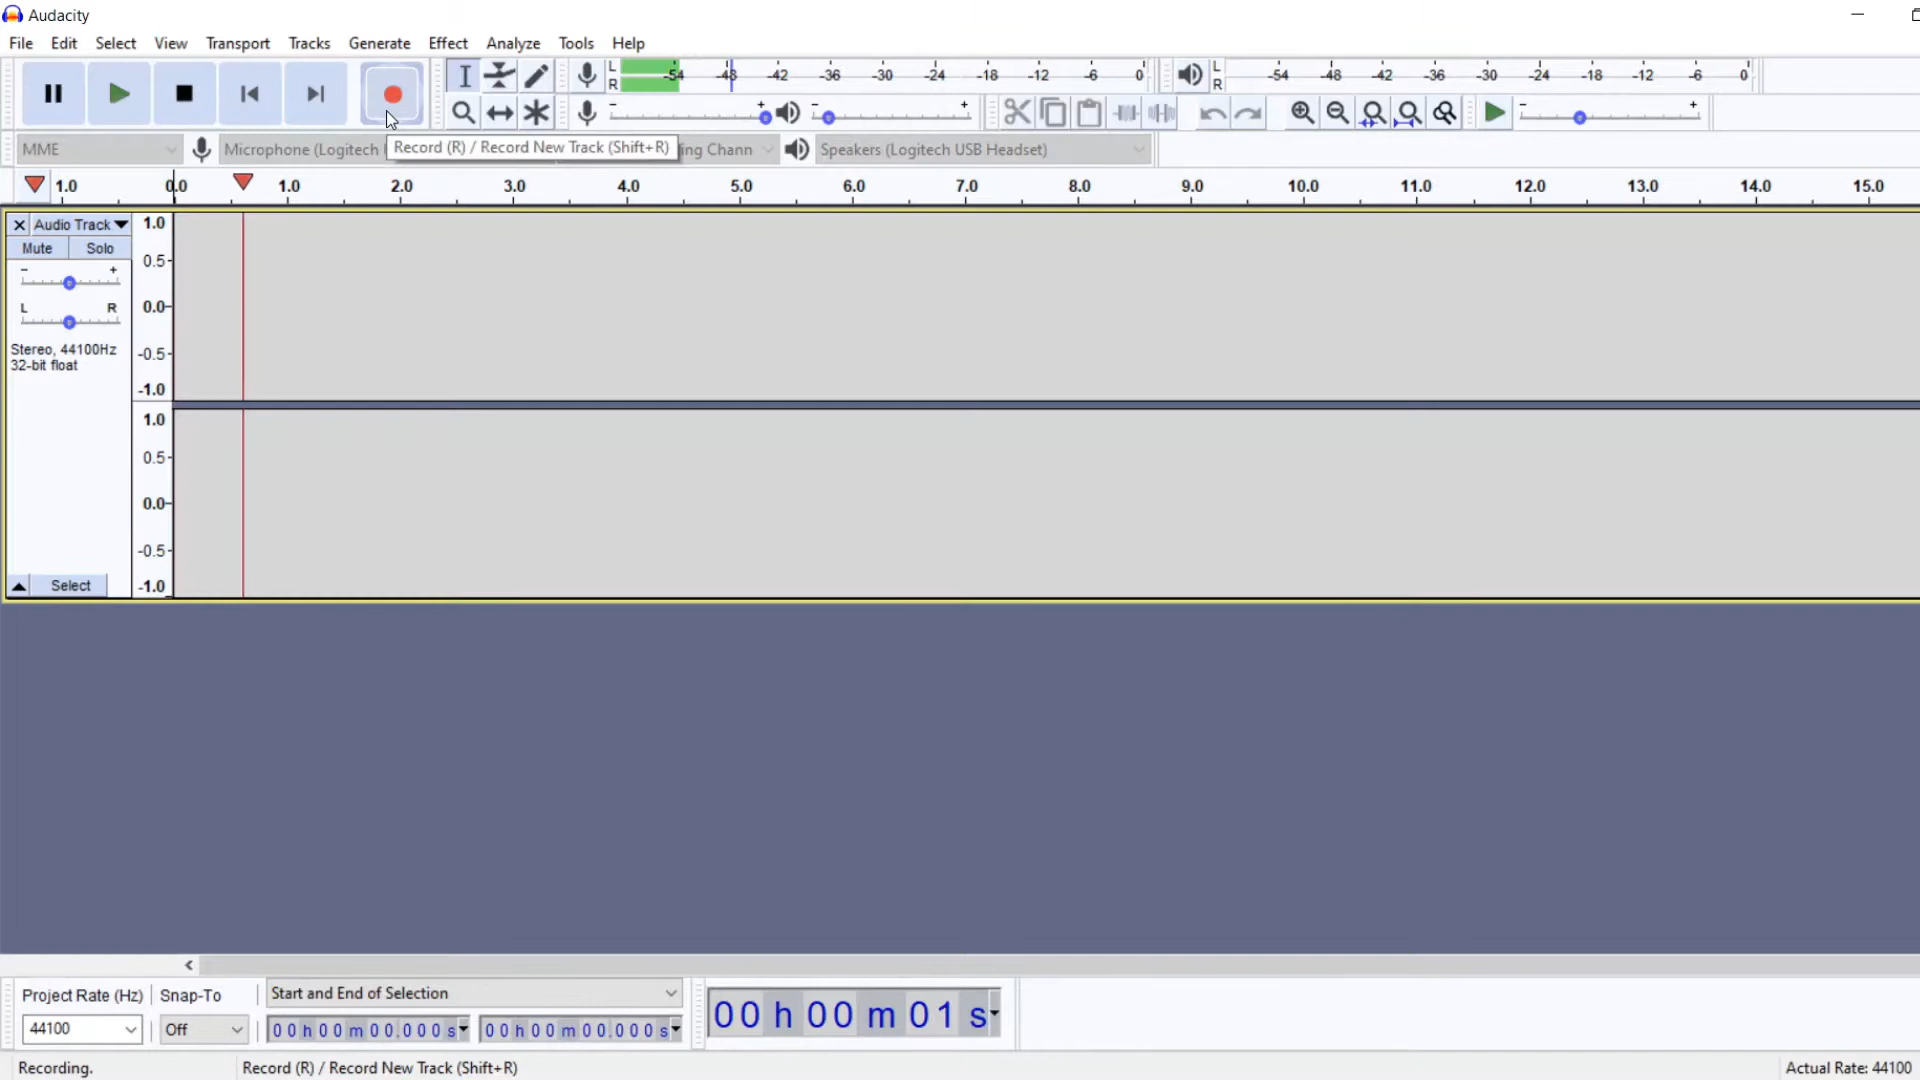 Audacity
File Edit Select View Transport Tracks Generate Effect Analyze Tools Help
L R -54 -48 -42 -36 -30 -24 -18 -12 -6 0 L R -54 -48 -42 -36 -30 -24 -18 -12 -6 0
- + - + - +
MME Microphone (Logitech Record (R) / Record New Track (Shift+R) Speakers (Logitech USB Headset)
1.0 0.0 1.0 2.0 3.0 4.0 5.0 6.0 7.0 8.0 9.0 10.0 11.0 12.0 13.0 14.0 15.0
× Audio Track 1.0
Mute Solo
0.5
- +
L R 0.0
Stereo, 44100Hz -0.5
32-bit float
-1.0
1.0
0.5
0.0
-0.5
Select -1.0
Project Rate (Hz) Snap-To Start and End of Selection
44100 Off 00 h 00 m 00.000 s 00 h 00 m 00.000 s 00 h 00 m 01 s
Recording. Record (R) / Record New Track (Shift+R) Actual Rate: 44100